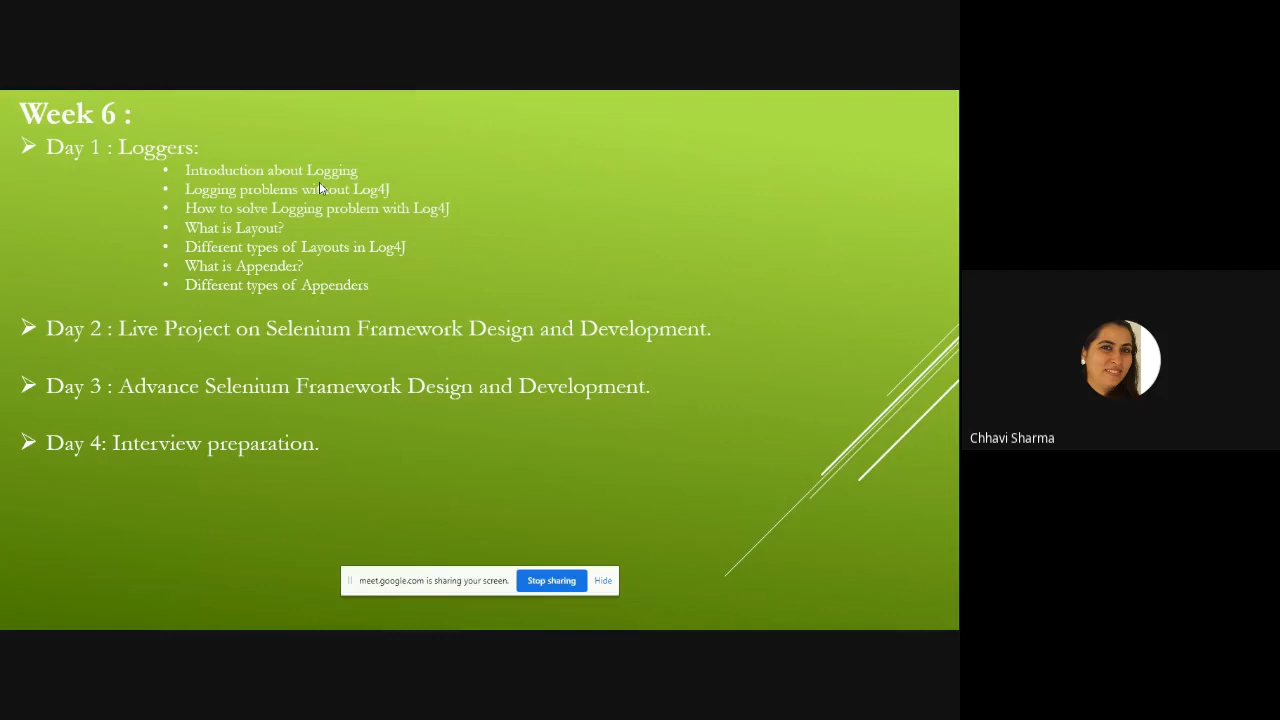 Week 6 :
➢ Day 1 : Loggers:
• Introduction about Logging
• Logging problems without Log4J
• How to solve Logging problem with Log4J
• What is Layout?
• Different types of Layouts in Log4J
• What is Appender?
• Different types of Appenders
➢ Day 2 : Live Project on Selenium Framework Design and Development.
➢ Day 3 : Advance Selenium Framework Design and Development.
➢ Day 4: Interview preparation.
meet.google.com is sharing your screen. Stop sharing Hide
Chhavi Sharma